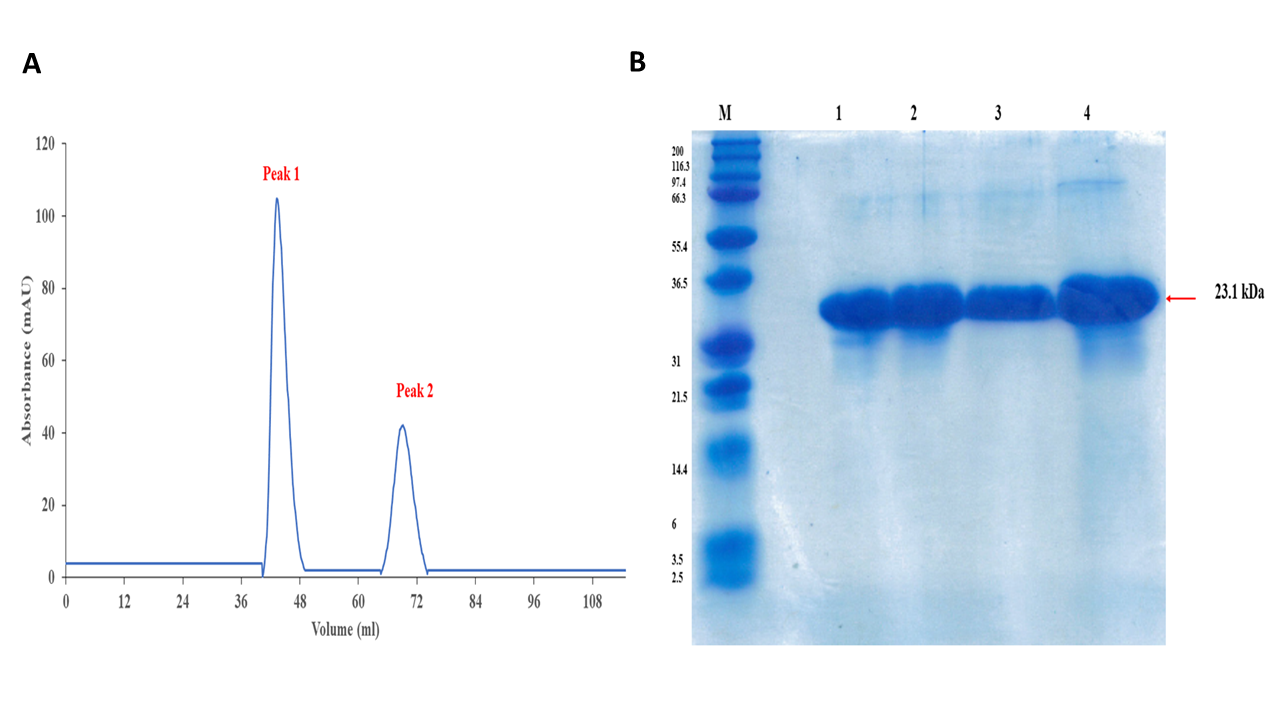 A
B
120
100
80
60
40
20
0
Absorbance (mAU)
Peak 1
Peak 2
0 12 24 36 48 60 72 84 96 108
Volume (ml)
M 1 2 3 4
200
116.3
97.4
66.3
55.4
36.5
31
21.5
14.4
6
3.5
2.5
23.1 kDa